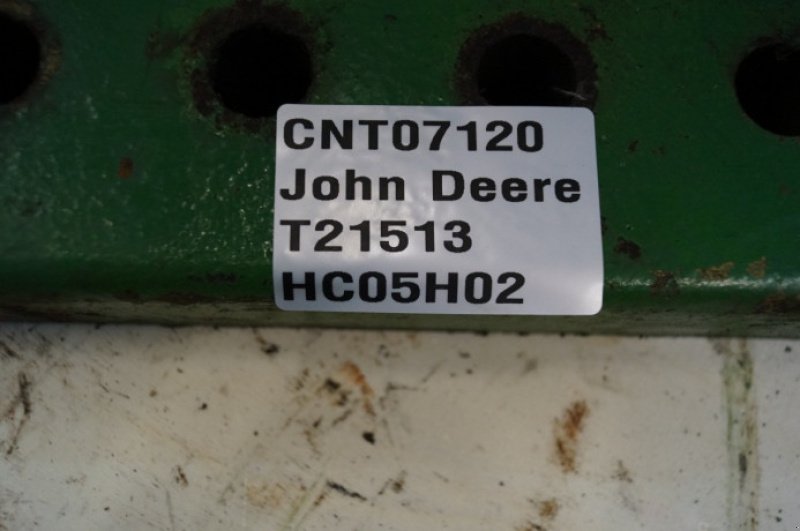 CNT07120
John Deere
T21513
HC05H02